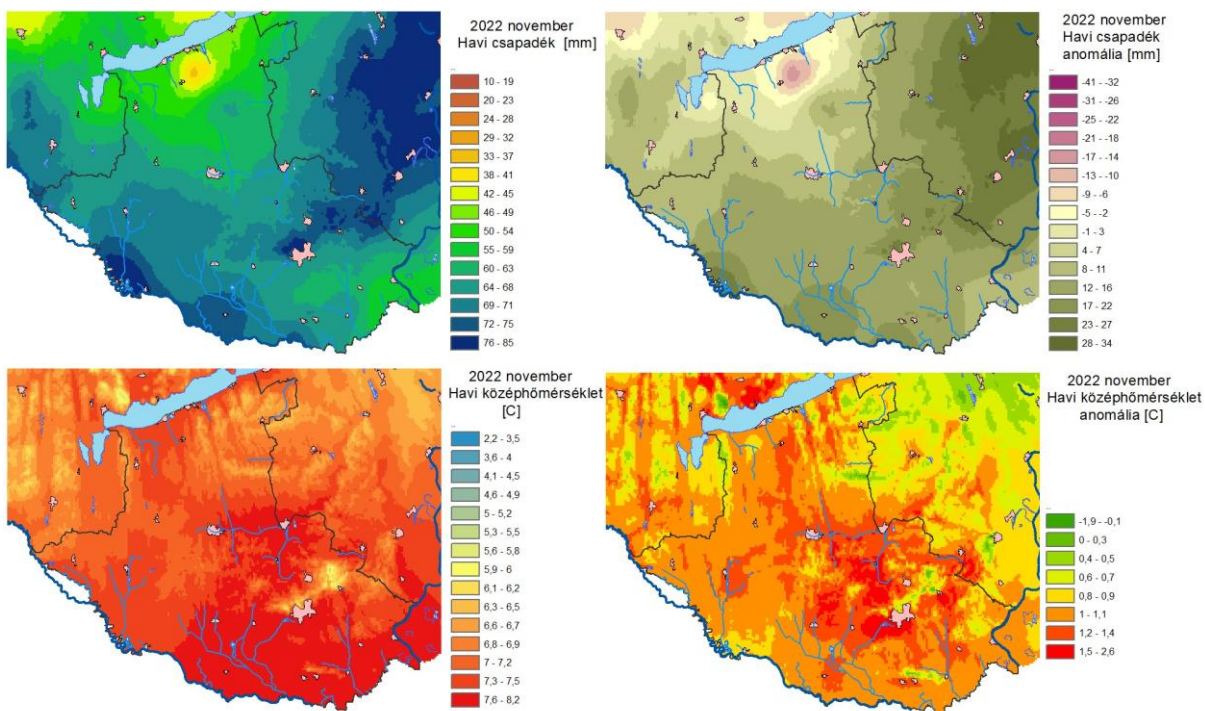 2022 november
Havi csapadék [mm]
10 - 19
20 - 23
24 - 28
29 - 32
33 - 37
38 - 41
42 - 45
46 - 49
50 - 54
55 - 59
60 - 63
64 - 68
69 - 71
72 - 75
76 - 85
2022 november
Havi csapadék
anomália [mm]
-41 - -32
-31 - -26
-25 - -22
-21 - -18
-17 - -14
-13 - -10
-9 - -6
-5 - -2
-1 - 3
4 - 7
8 - 11
12 - 16
17 - 22
23 - 27
28 - 34
2022 november
Havi középhőmérséklet
[C]
2,2 - 3,5
3,6 - 4
4,1 - 4,5
4,6 - 4,9
5 - 5,2
5,3 - 5,5
5,6 - 5,8
5,9 - 6
6,1 - 6,2
6,3 - 6,5
6,6 - 6,7
6,8 - 6,9
7 - 7,2
7,3 - 7,5
7,6 - 8,2
2022 november
Havi középhőmérséklet
anomália [C]
-1,9 - -0,1
0 - 0,3
0,4 - 0,5
0,6 - 0,7
0,8 - 0,9
1 - 1,1
1,2 - 1,4
1,5 - 2,6